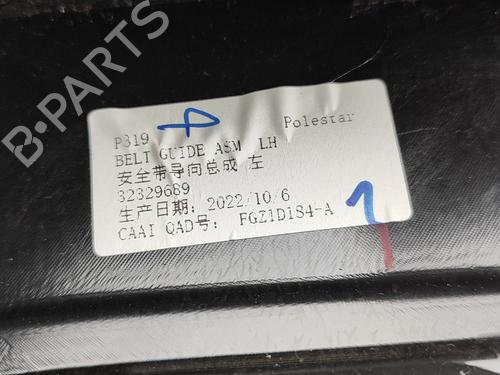 B-PARTS
P319 Polestar
BELT GUIDE ASM LH
安全带导向总成 左
32329689
生产日期: 2022/10/6
CAAI QAD号: FGZ1D184-A
1